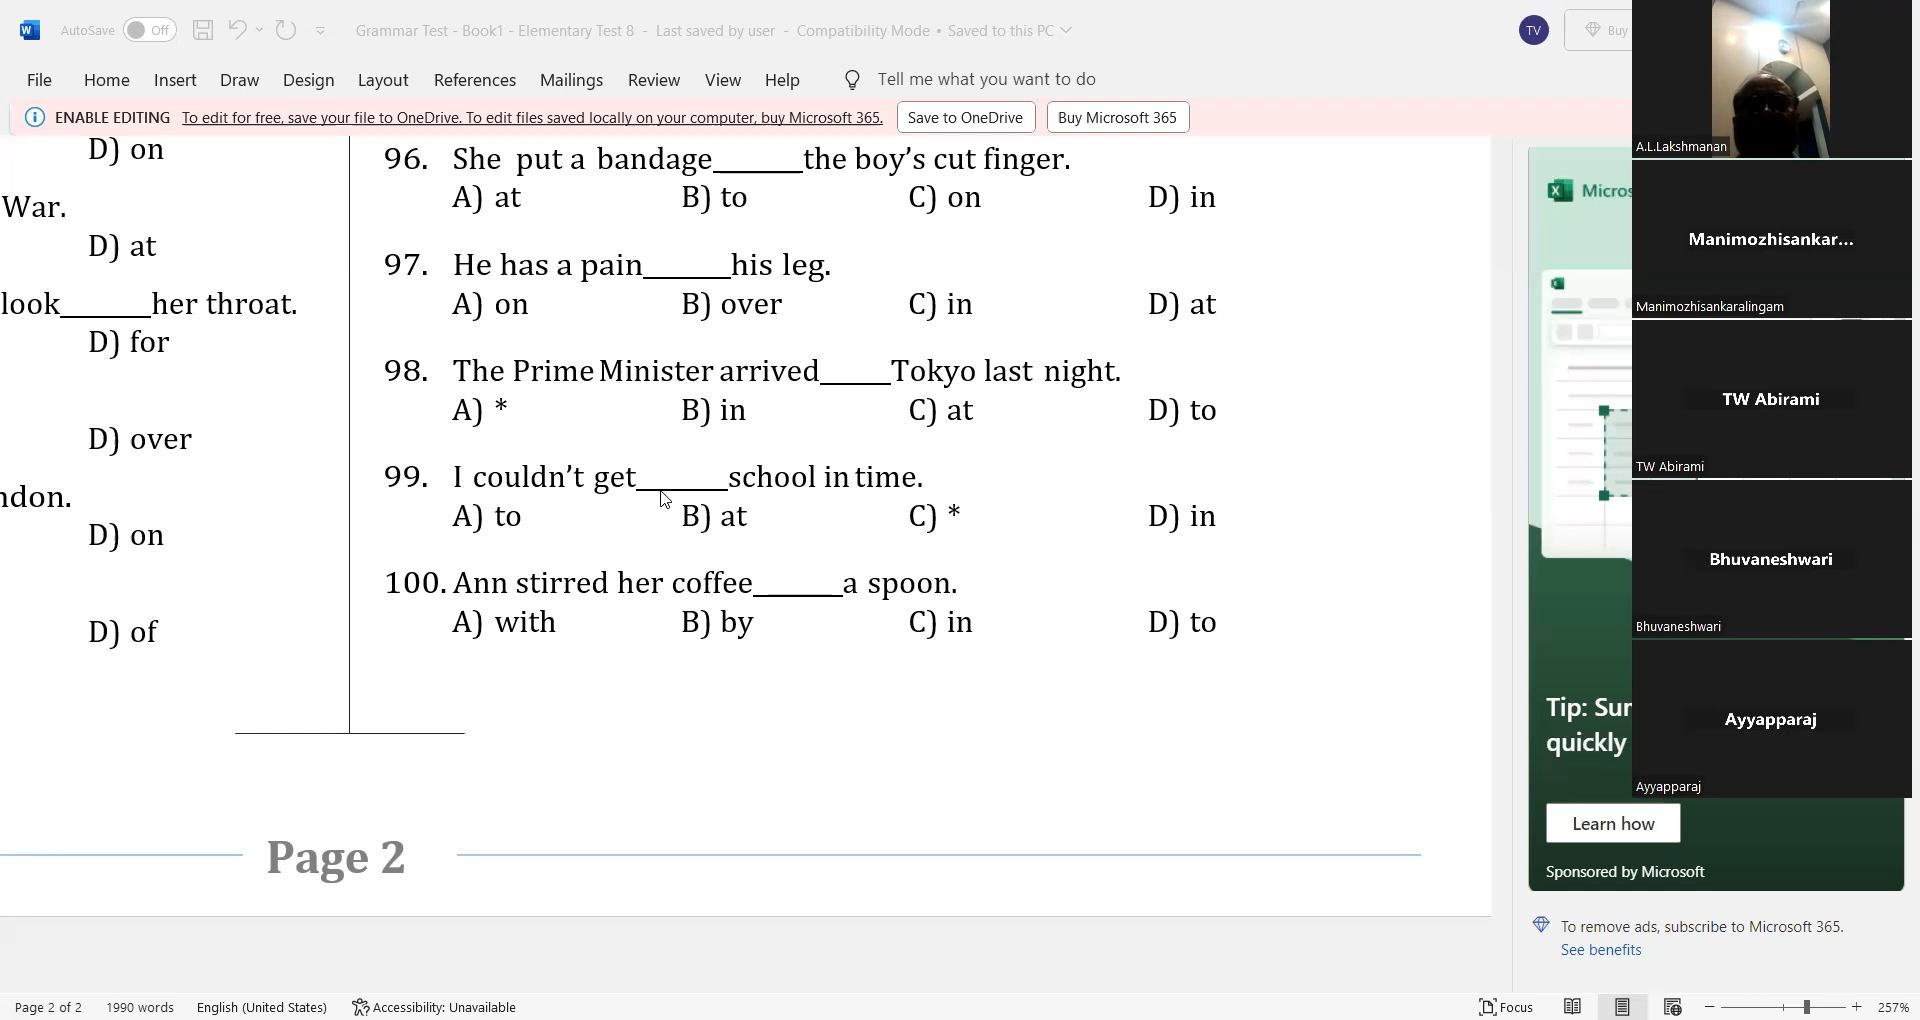 AutoSave Off Grammar Test - Book1 - Elementary Test 8 - Last saved by user - Compatibility Mode • Saved to this PC TV Buy
File Home Insert Draw Design Layout References Mailings Review View Help Tell me what you want to do
ENABLE EDITING To edit for free, save your file to OneDrive. To edit files saved locally on your computer, buy Microsoft 365. Save to OneDrive Buy Microsoft 365
D) on
War.
D) at
look_______her throat.
D) for
D) over
ndon.
D) on
D) of
96. She put a bandage_______the boy's cut finger.
A) at B) to C) on D) in
97. He has a pain_______his leg.
A) on B) over C) in D) at
98. The Prime Minister arrived_____Tokyo last night.
A) * B) in C) at D) to
99. I couldn't get_______school in time.
A) to B) at C) * D) in
100. Ann stirred her coffee_______a spoon.
A) with B) by C) in D) to
Page 2
Micros
Tip: Sur
quickly
Learn how
Sponsored by Microsoft
To remove ads, subscribe to Microsoft 365.
See benefits
A.L.Lakshmanan
Manimozhisankar...
Manimozhisankaralingam
TW Abirami
TW Abirami
Bhuvaneshwari
Bhuvaneshwari
Ayyapparaj
Ayyapparaj
Page 2 of 2 1990 words English (United States) Accessibility: Unavailable Focus 257%